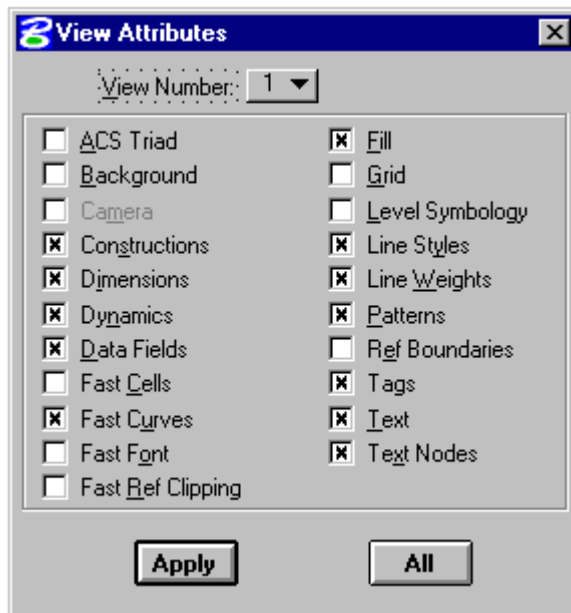 View Attributes
View Number: 1
ACS Triad
Background
Camera
Constructions
Dimensions
Dynamics
Data Fields
Fast Cells
Fast Curves
Fast Font
Fast Ref Clipping
Fill
Grid
Level Symbology
Line Styles
Line Weights
Patterns
Ref Boundaries
Tags
Text
Text Nodes
Apply
All